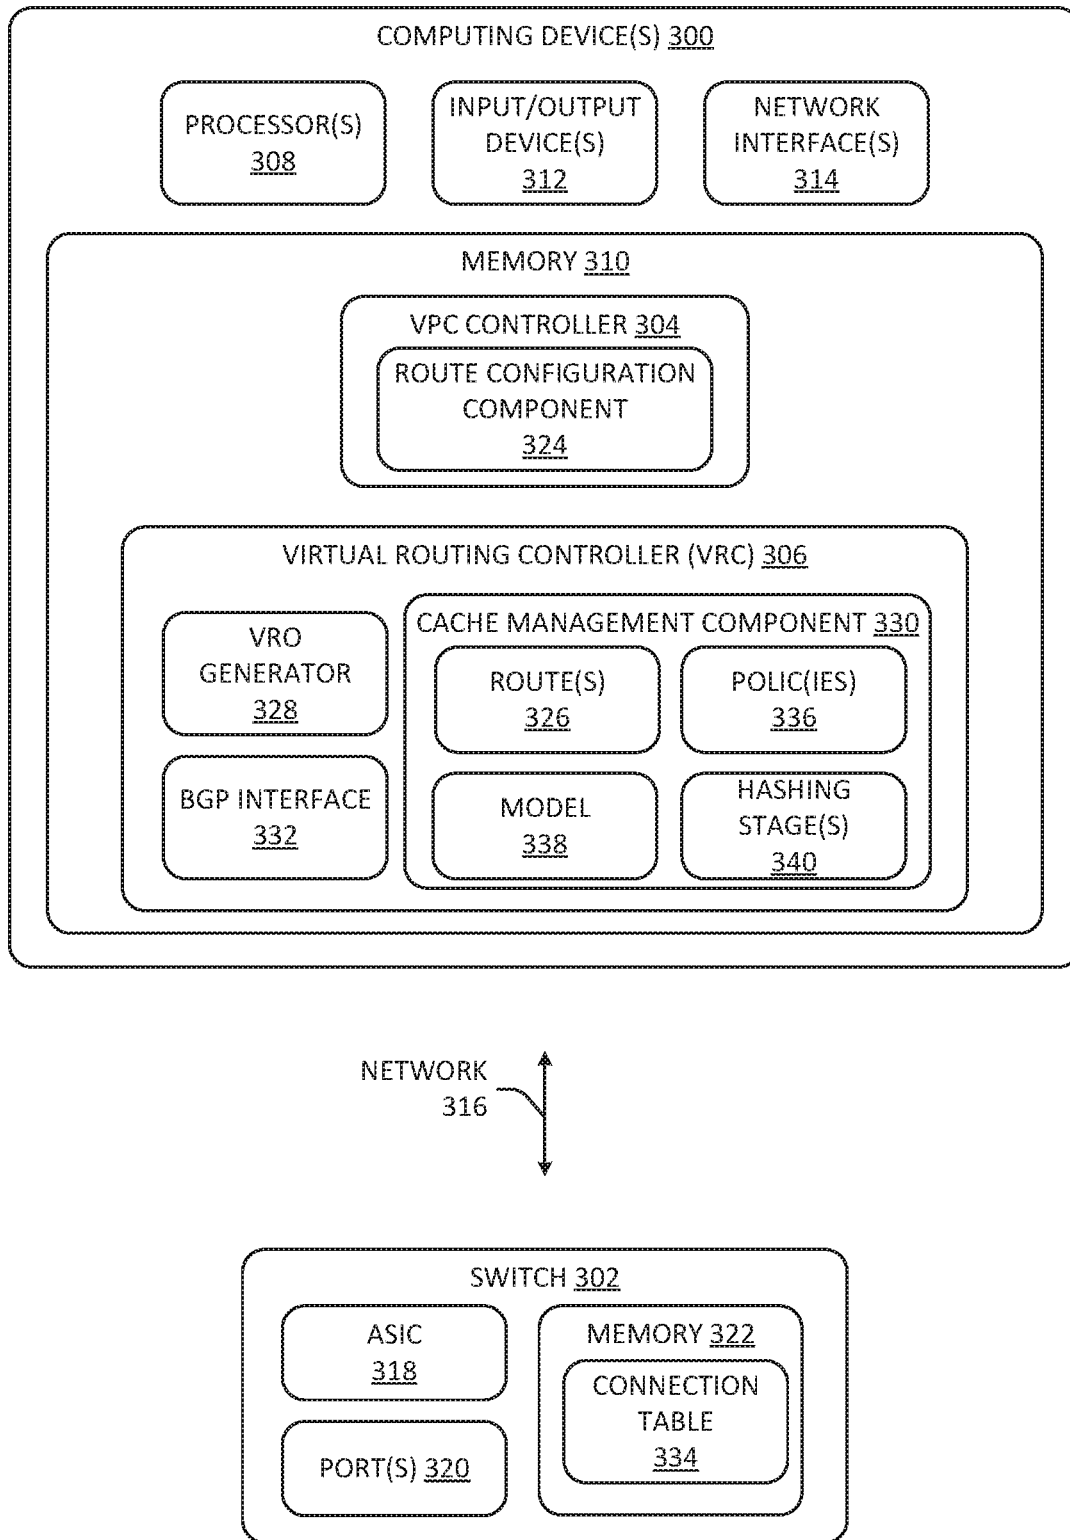 COMPUTING DEVICE(S) 300
PROCESSOR(S)
308
INPUT/OUTPUT
DEVICE(S)
312
NETWORK
INTERFACE(S)
314
MEMORY 310
VPC CONTROLLER 304
ROUTE CONFIGURATION
COMPONENT
324
VIRTUAL ROUTING CONTROLLER (VRC) 306
VRO
GENERATOR
328
BGP INTERFACE
332
CACHE MANAGEMENT COMPONENT 330
ROUTE(S)
326
POLIC(IES)
336
MODEL
338
HASHING
STAGE(S)
340
NETWORK
316
SWITCH 302
ASIC
318
PORT(S) 320
MEMORY 322
CONNECTION
TABLE
334